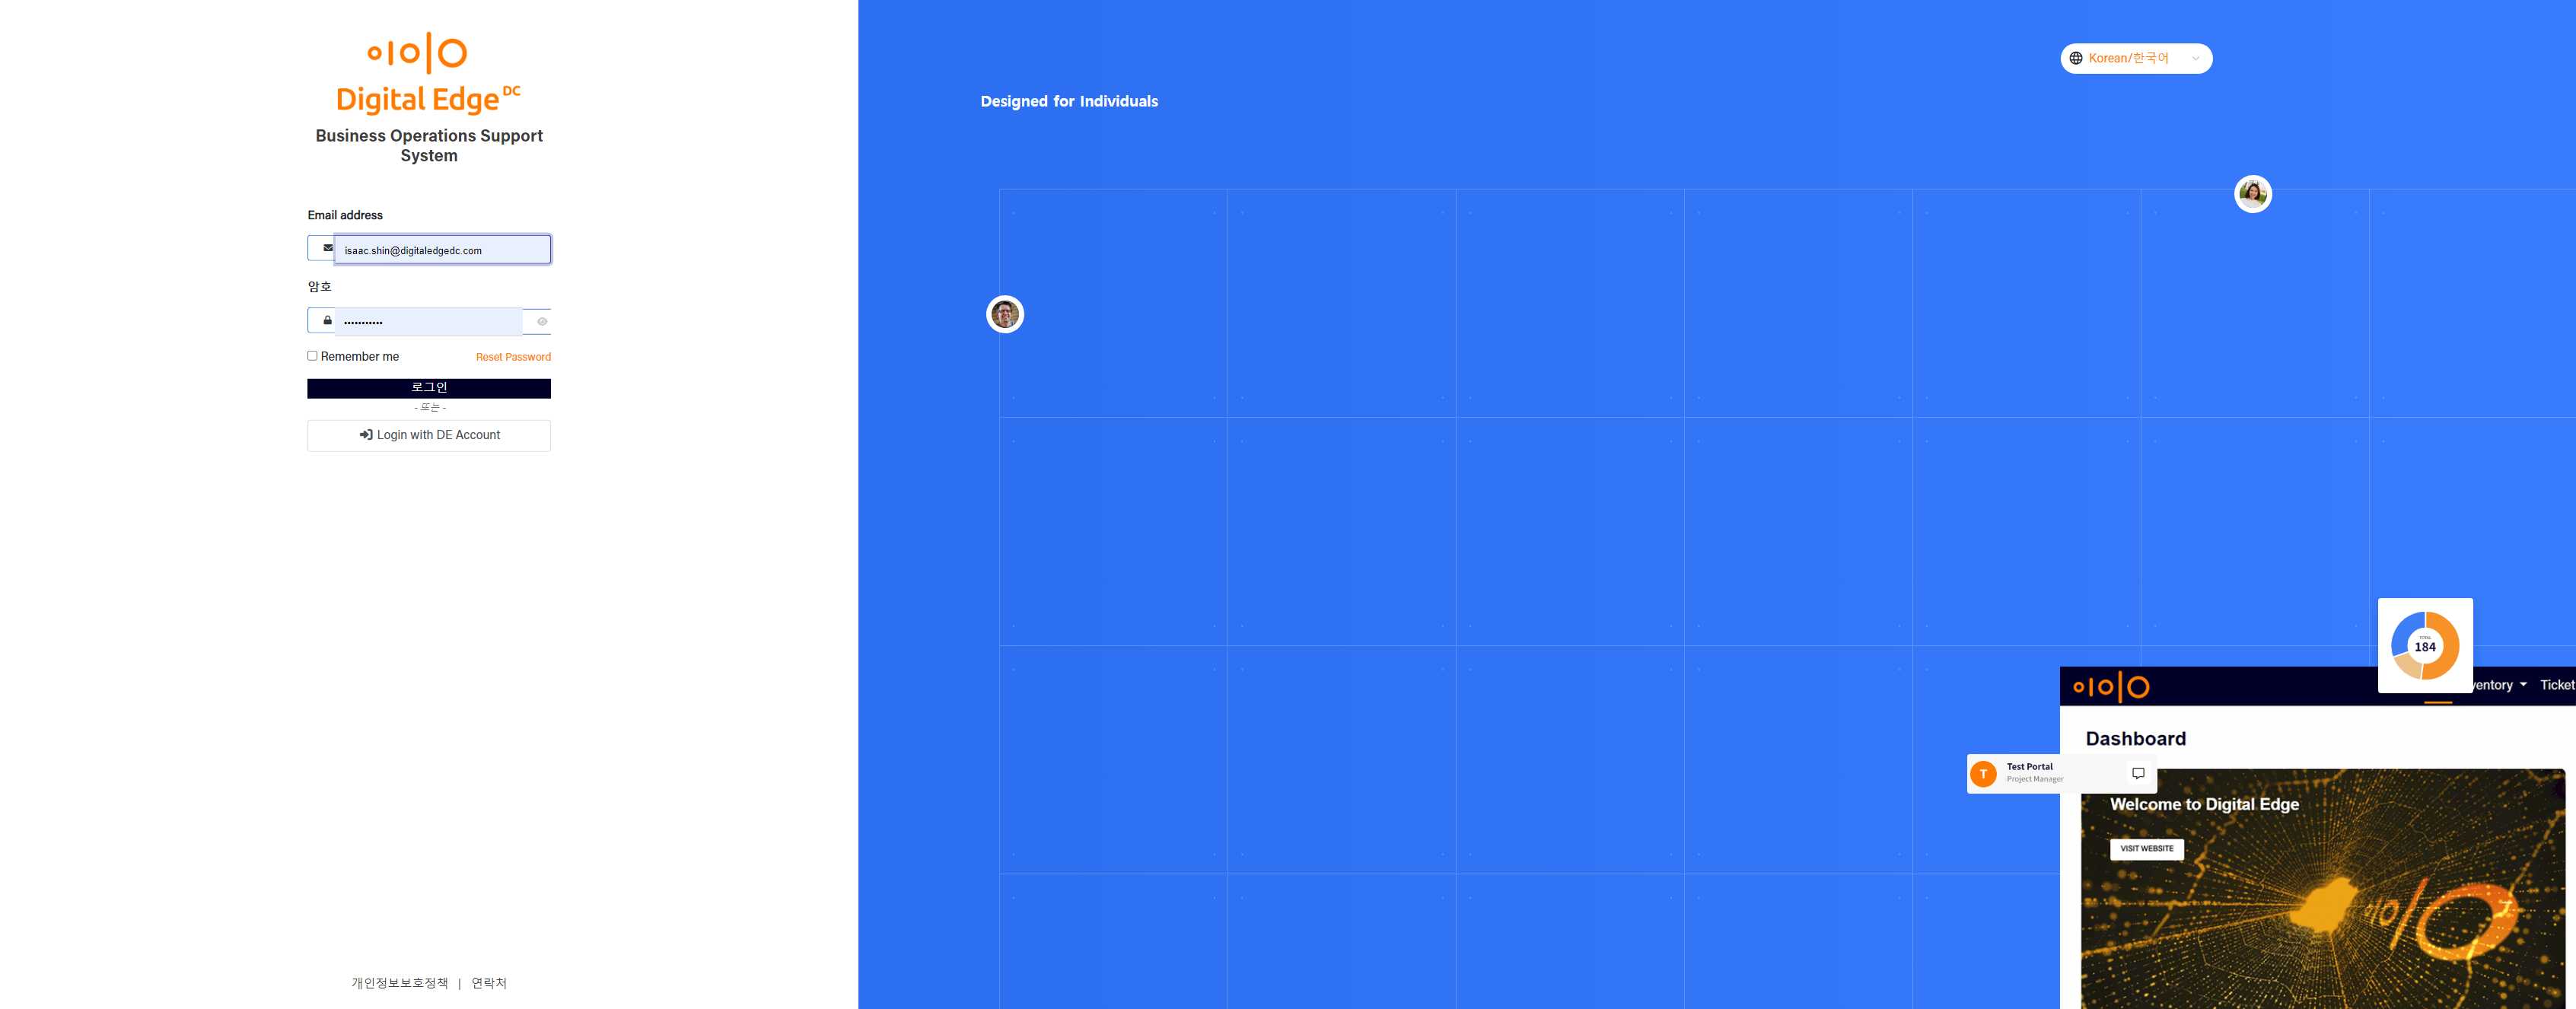 Digital Edge DC
Business Operations Support
System
Email address
isaac.shin@digitaledgedc.com
암호
•••••••••••
Remember me
Reset Password
로그인
- 또는 -
Login with DE Account
개인정보보호정책 | 연락처
Korean/한국어
Designed for Individuals
TOTAL
184
ventory
Ticket
Dashboard
T
Test Portal
Project Manager
Welcome to Digital Edge
VISIT WEBSITE